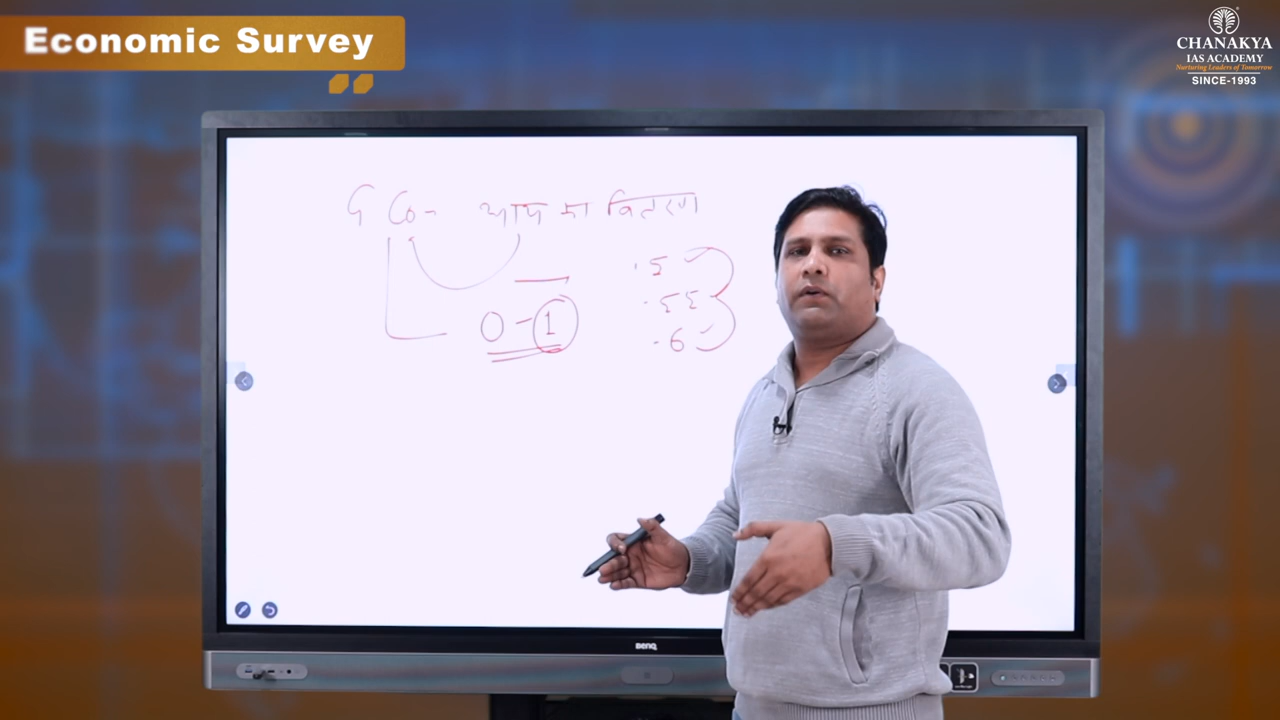 Economic Survey
CHANAKYA
IAS ACADEMY
Nurturing Leaders of Tomorrow
SINCE-1993
G Co- आय का वितरण
0-1
.5
.55
.6
BenQ